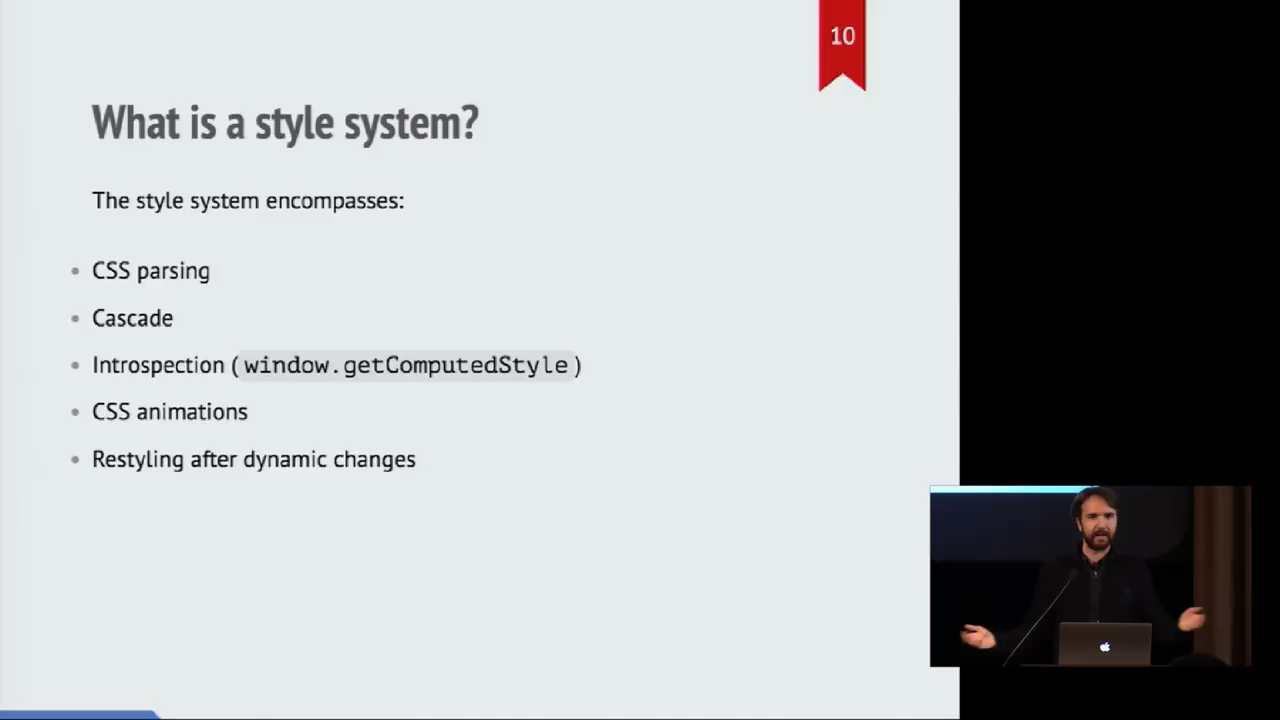 10
What is a style system?
The style system encompasses:
• CSS parsing
• Cascade
• Introspection (window.getComputedStyle)
• CSS animations
• Restyling after dynamic changes